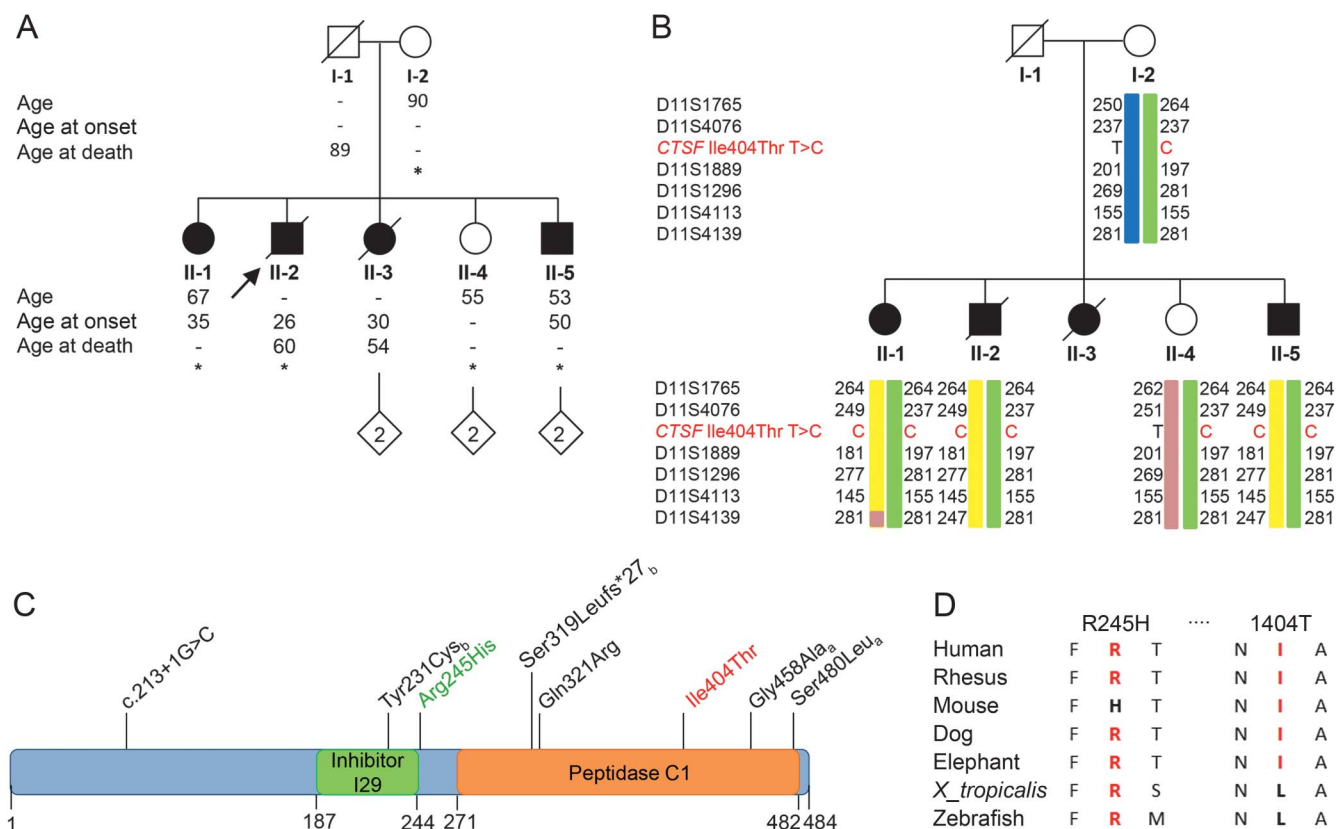 A
I-1 I-2
Age - 90
Age at onset - -
Age at death 89 -
*
II-1 II-2 II-3 II-4 II-5
Age 67 - - 55 53
Age at onset 35 26 30 - 50
Age at death - 60 54 - -
* * * *
2 2 2
B
I-1 I-2
D11S1765 250 264
D11S4076 237 237
CTSF Ile404Thr T>C T C
D11S1889 201 197
D11S1296 269 281
D11S4113 155 155
D11S4139 281 281
II-1 II-2 II-3 II-4 II-5
D11S1765 264 264 264 264 262 264 264 264
D11S4076 249 237 249 237 251 237 249 237
CTSF Ile404Thr T>C C C C C T C C C
D11S1889 181 197 181 197 201 197 181 197
D11S1296 277 281 277 281 269 281 277 281
D11S4113 145 155 145 155 155 155 145 155
D11S4139 281 281 247 281 281 281 247 281
C
c.213+1G>C
Tyr231Cysb
Arg245His
Ser319Leufs*27b
Gln321Arg
Ile404Thr
Gly458Alaa
Ser480Leua
Inhibitor
I29
Peptidase C1
1 187 244 271 482 484
D
R245H .... 1404T
Human F R T N I A
Rhesus F R T N I A
Mouse F H T N I A
Dog F R T N I A
Elephant F R T N I A
X_tropicalis F R S N L A
Zebrafish F R M N L A